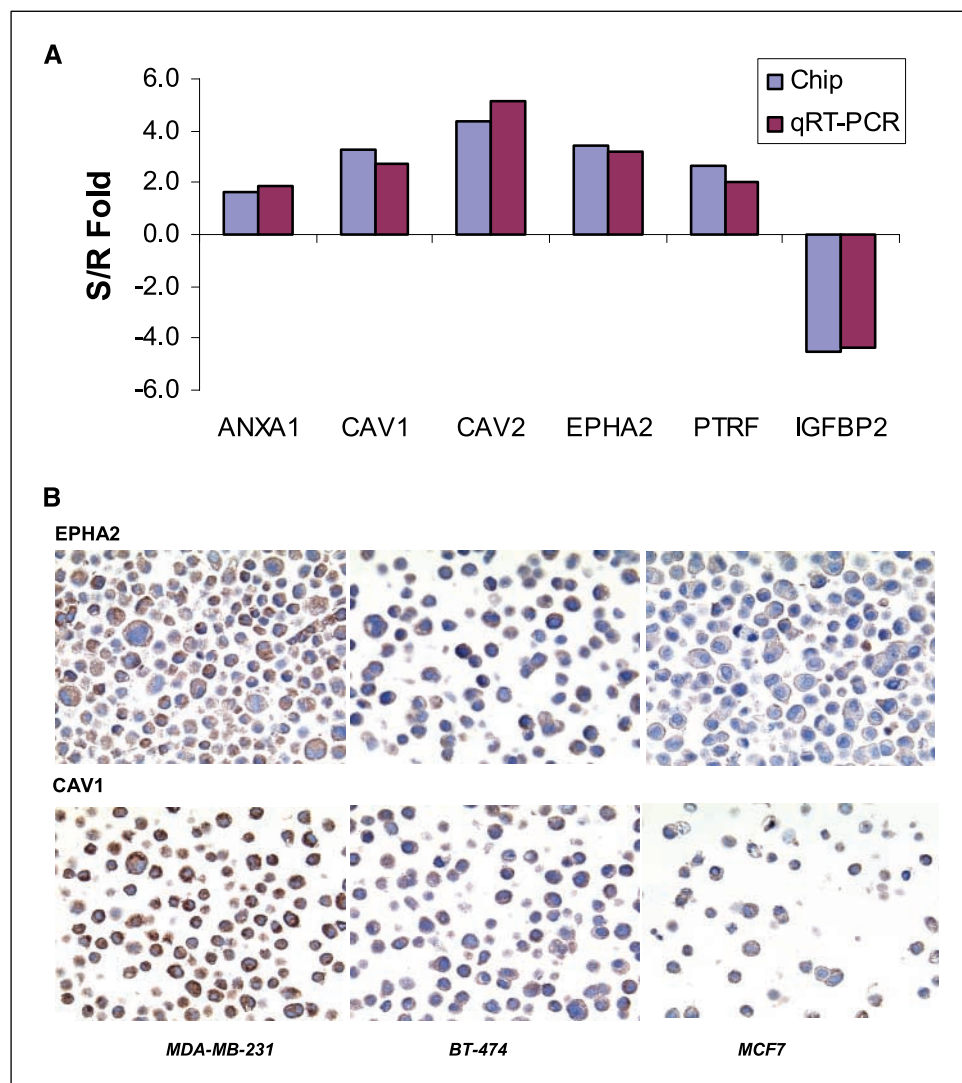 A
6.0
4.0
2.0
0.0
-2.0
-4.0
-6.0
S/R Fold
Chip
qRT-PCR
ANXA1 CAV1 CAV2 EPHA2 PTRF IGFBP2
B
EPHA2
CAV1
MDA-MB-231 BT-474 MCF7